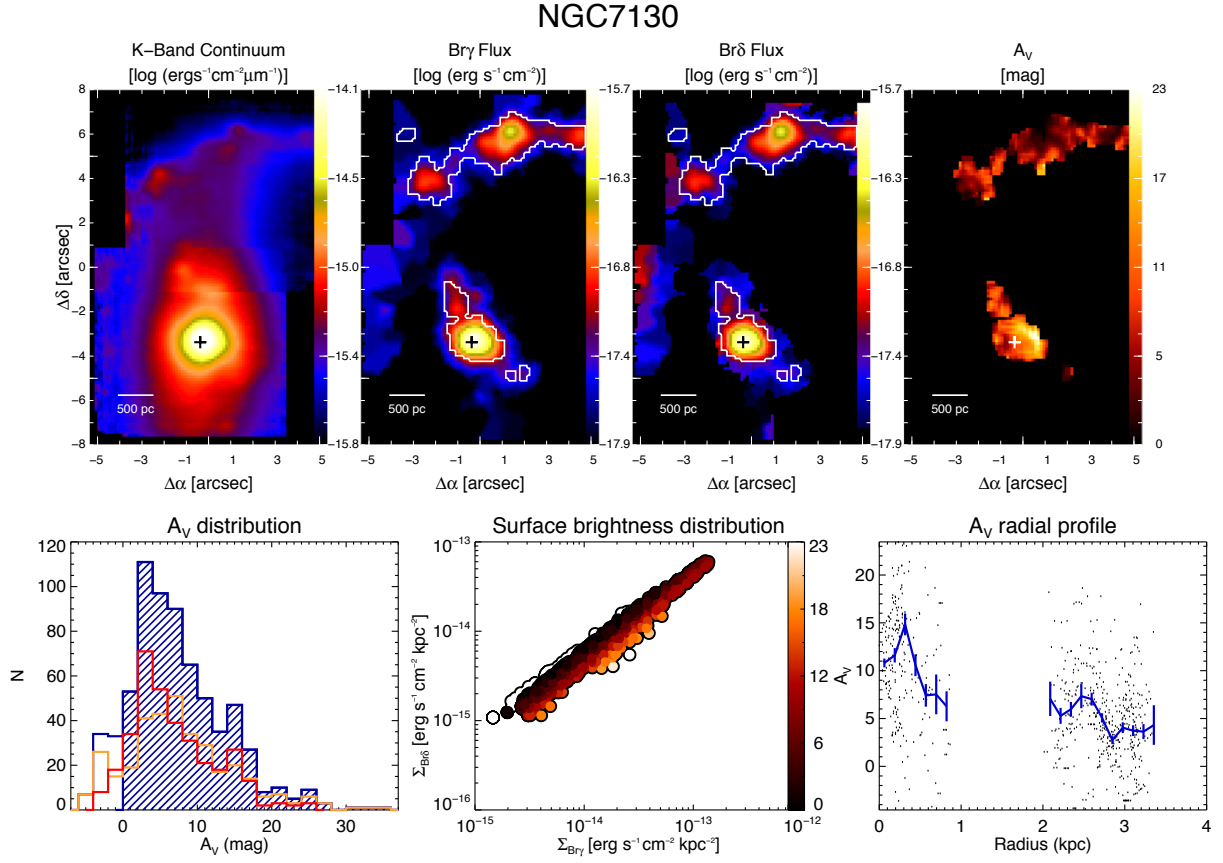 NGC7130
K-Band Continuum
[log (ergs⁻¹cm⁻²μm⁻¹)]
Brγ Flux
[log (erg s⁻¹ cm⁻²)]
Brδ Flux
[log (erg s⁻¹ cm⁻²)]
A_V
[mag]
8
6
4
2
0
−2
−4
−6
−8
Δδ [arcsec]
−14.1
−14.5
−15.0
−15.4
−15.8
−15.7
−16.3
−16.8
−17.4
−17.9
−15.7
−16.3
−16.8
−17.4
−17.9
23
17
11
6
0
500 pc
500 pc
500 pc
500 pc
−5 −3 −1 1 3 5
−5 −3 −1 1 3 5
−5 −3 −1 1 3 5
−5 −3 −1 1 3 5
Δα [arcsec]
Δα [arcsec]
Δα [arcsec]
Δα [arcsec]
A_V distribution
120
100
80
60
40
20
0
N
0 10 20 30
A_V (mag)
Surface brightness distribution
10⁻¹³
10⁻¹⁴
10⁻¹⁵
10⁻¹⁶
Σ_Brδ [erg s⁻¹ cm⁻² kpc⁻²]
23
18
12
6
0
10⁻¹⁵ 10⁻¹⁴ 10⁻¹³ 10⁻¹²
Σ_Brγ [erg s⁻¹ cm⁻² kpc⁻²]
A_V radial profile
20
15
10
5
0
A_V
0 1 2 3 4
Radius (kpc)